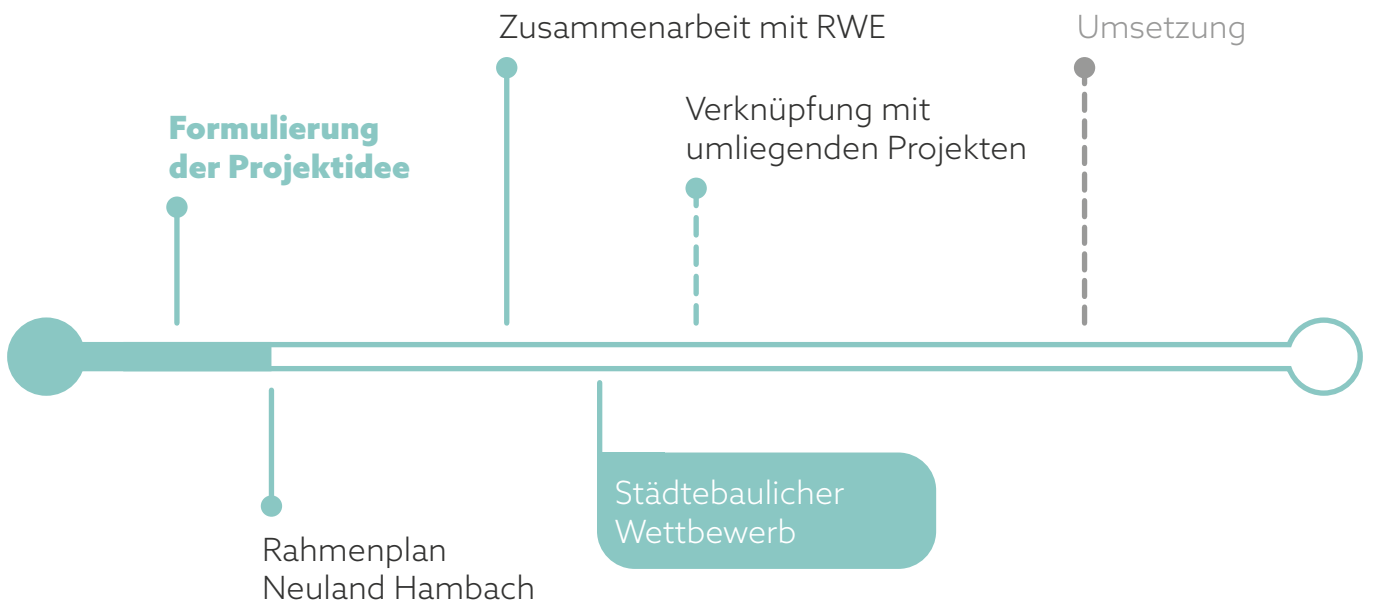 Zusammenarbeit mit RWE
Umsetzung
Verknüpfung mit
umliegenden Projekten
Formulierung
der Projektidee
Städtebaulicher
Wettbewerb
Rahmenplan
Neuland Hambach